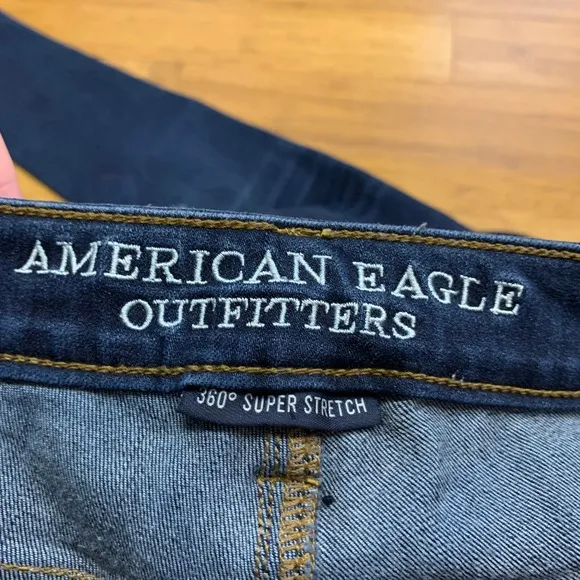 AMERICAN EAGLE
OUTFITTERS
360° SUPER STRETCH